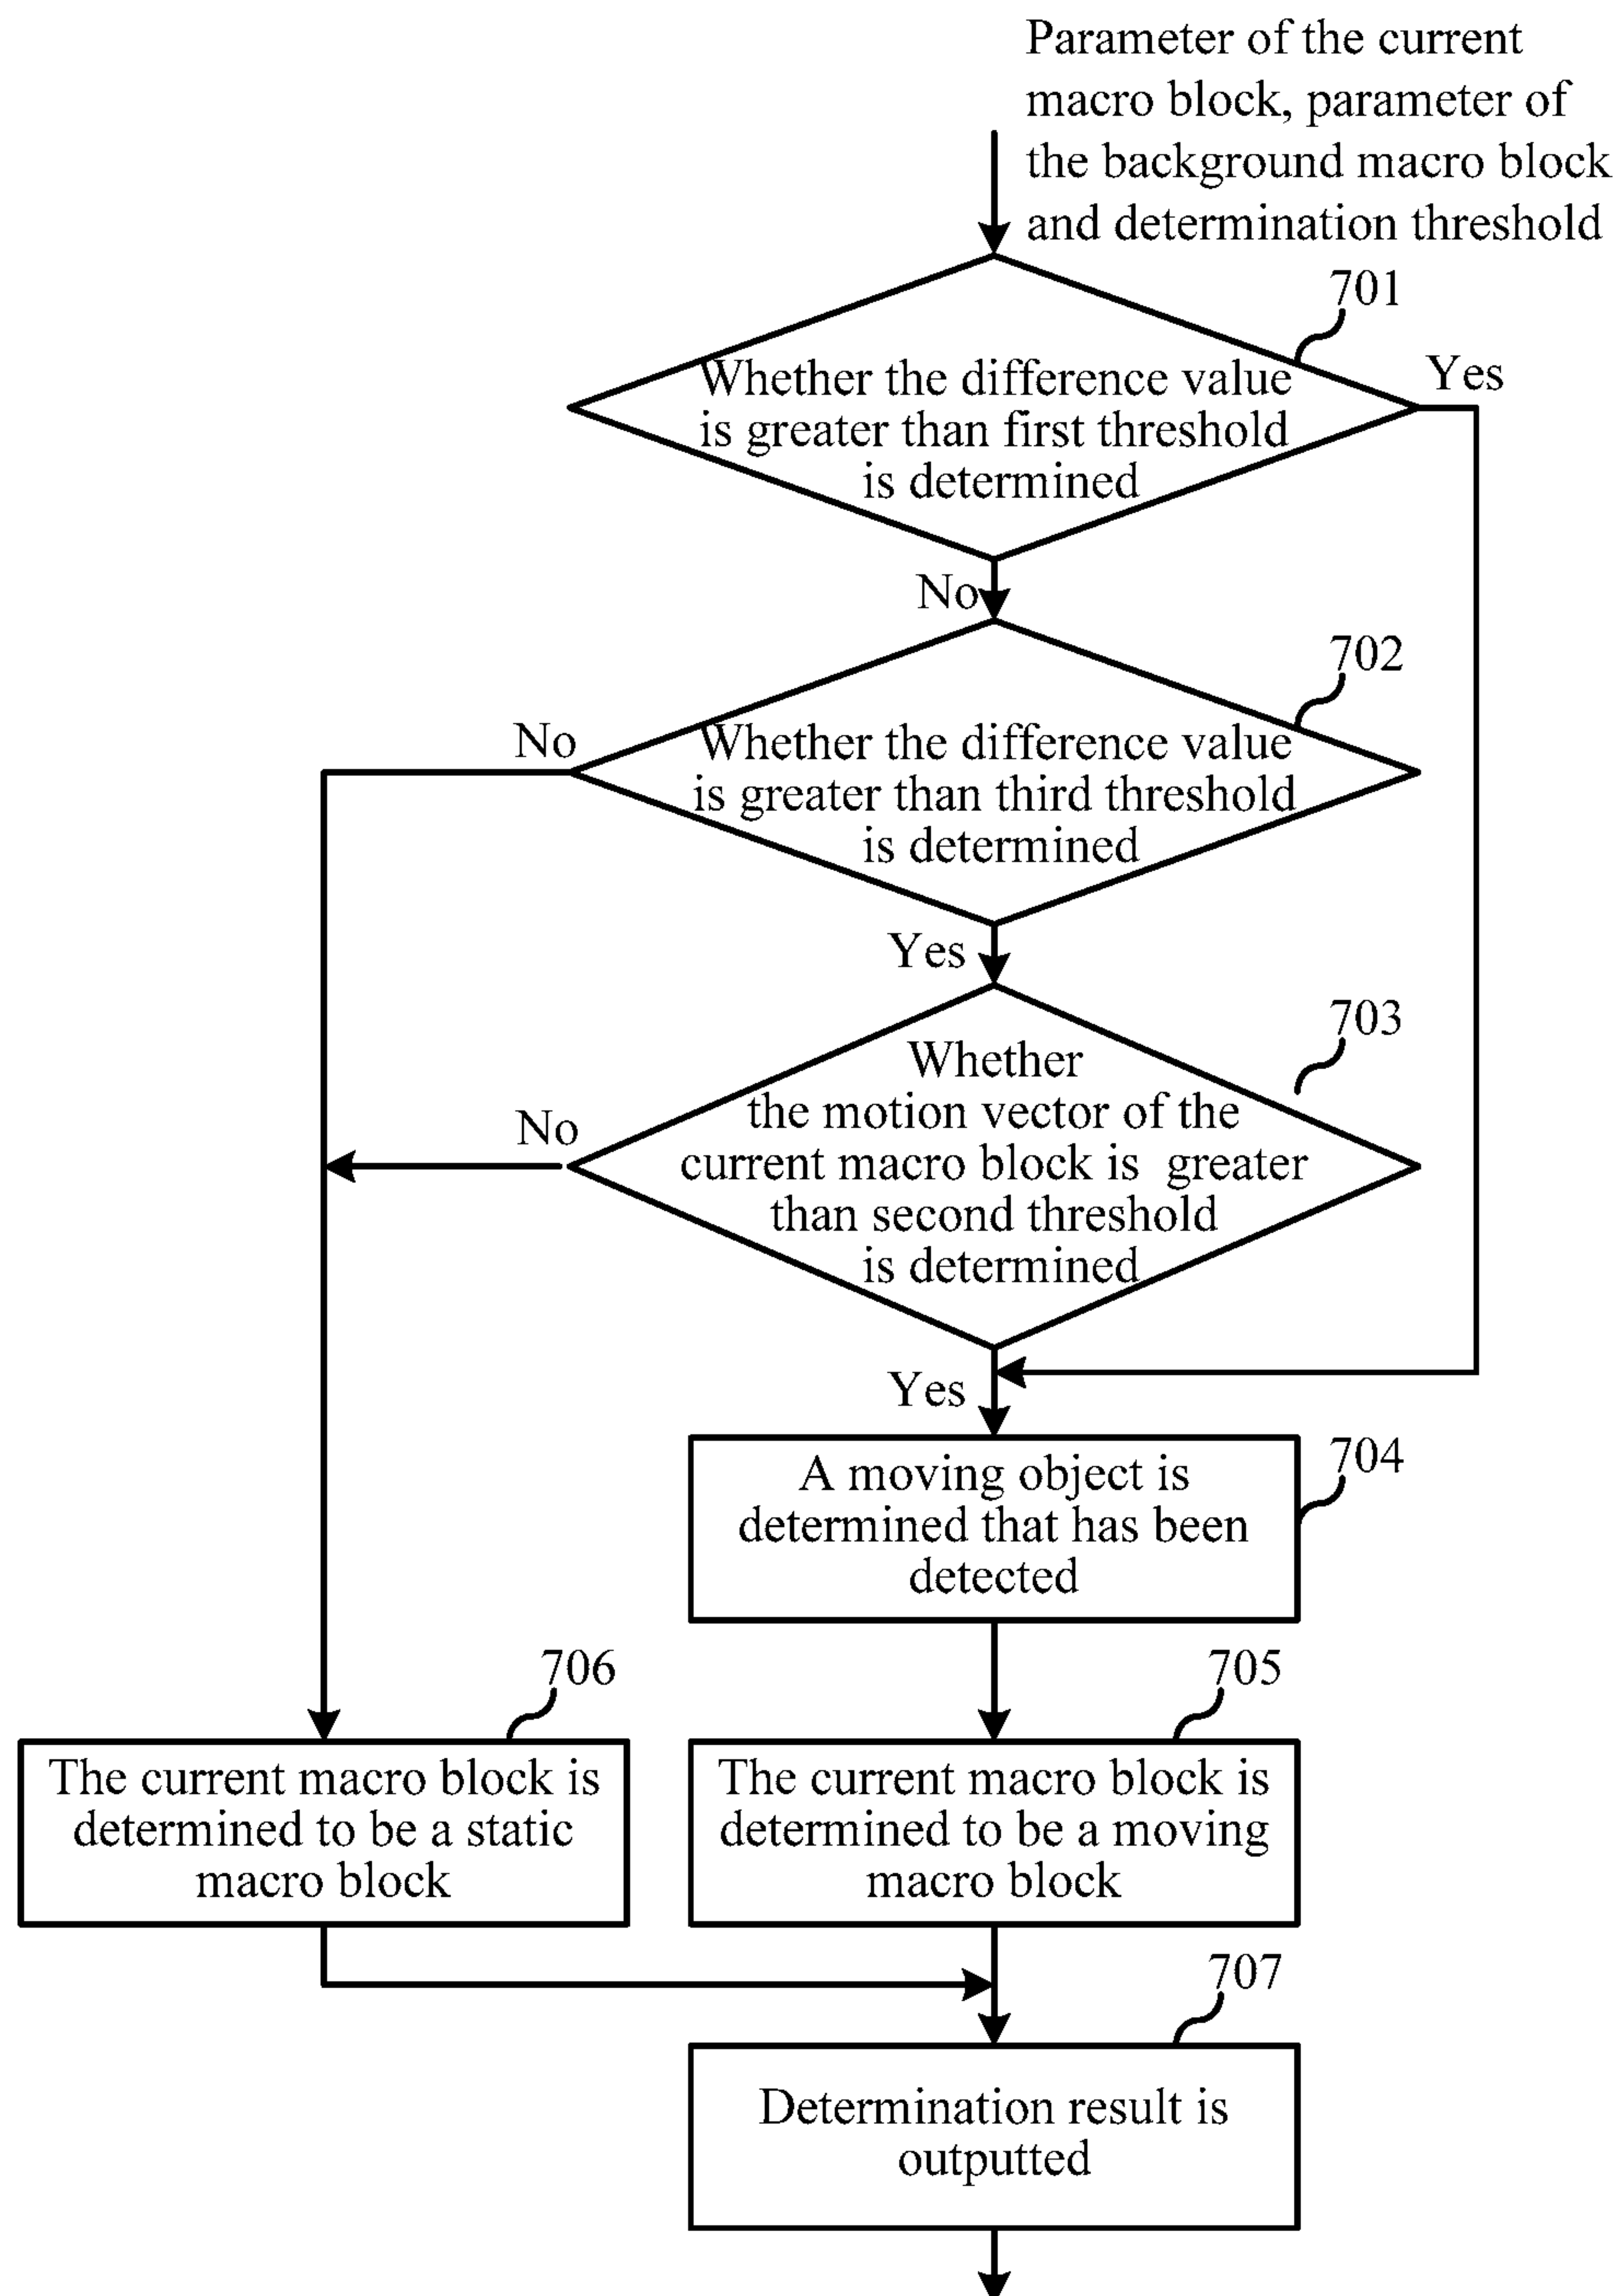 Parameter of the current
macro block, parameter of
the background macro block
and determination threshold
701
Whether the difference value
is greater than first threshold
is determined
Yes
No
702
Whether the difference value
is greater than third threshold
is determined
No
Yes
703
Whether
the motion vector of the
current macro block is greater
than second threshold
is determined
No
Yes
704
A moving object is
determined that has been
detected
706
The current macro block is
determined to be a static
macro block
705
The current macro block is
determined to be a moving
macro block
707
Determination result is
outputted